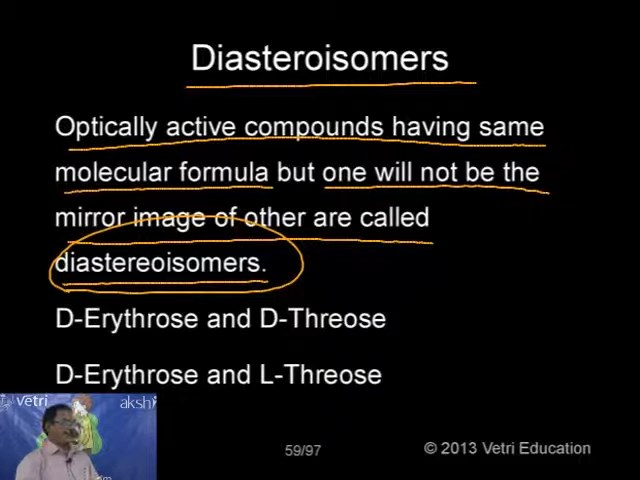 Diasteroisomers
Optically active compounds having same
molecular formula but one will not be the
mirror image of other are called
diastereoisomers.
D-Erythrose and D-Threose
D-Erythrose and L-Threose
vetri
59/97
© 2013 Vetri Education